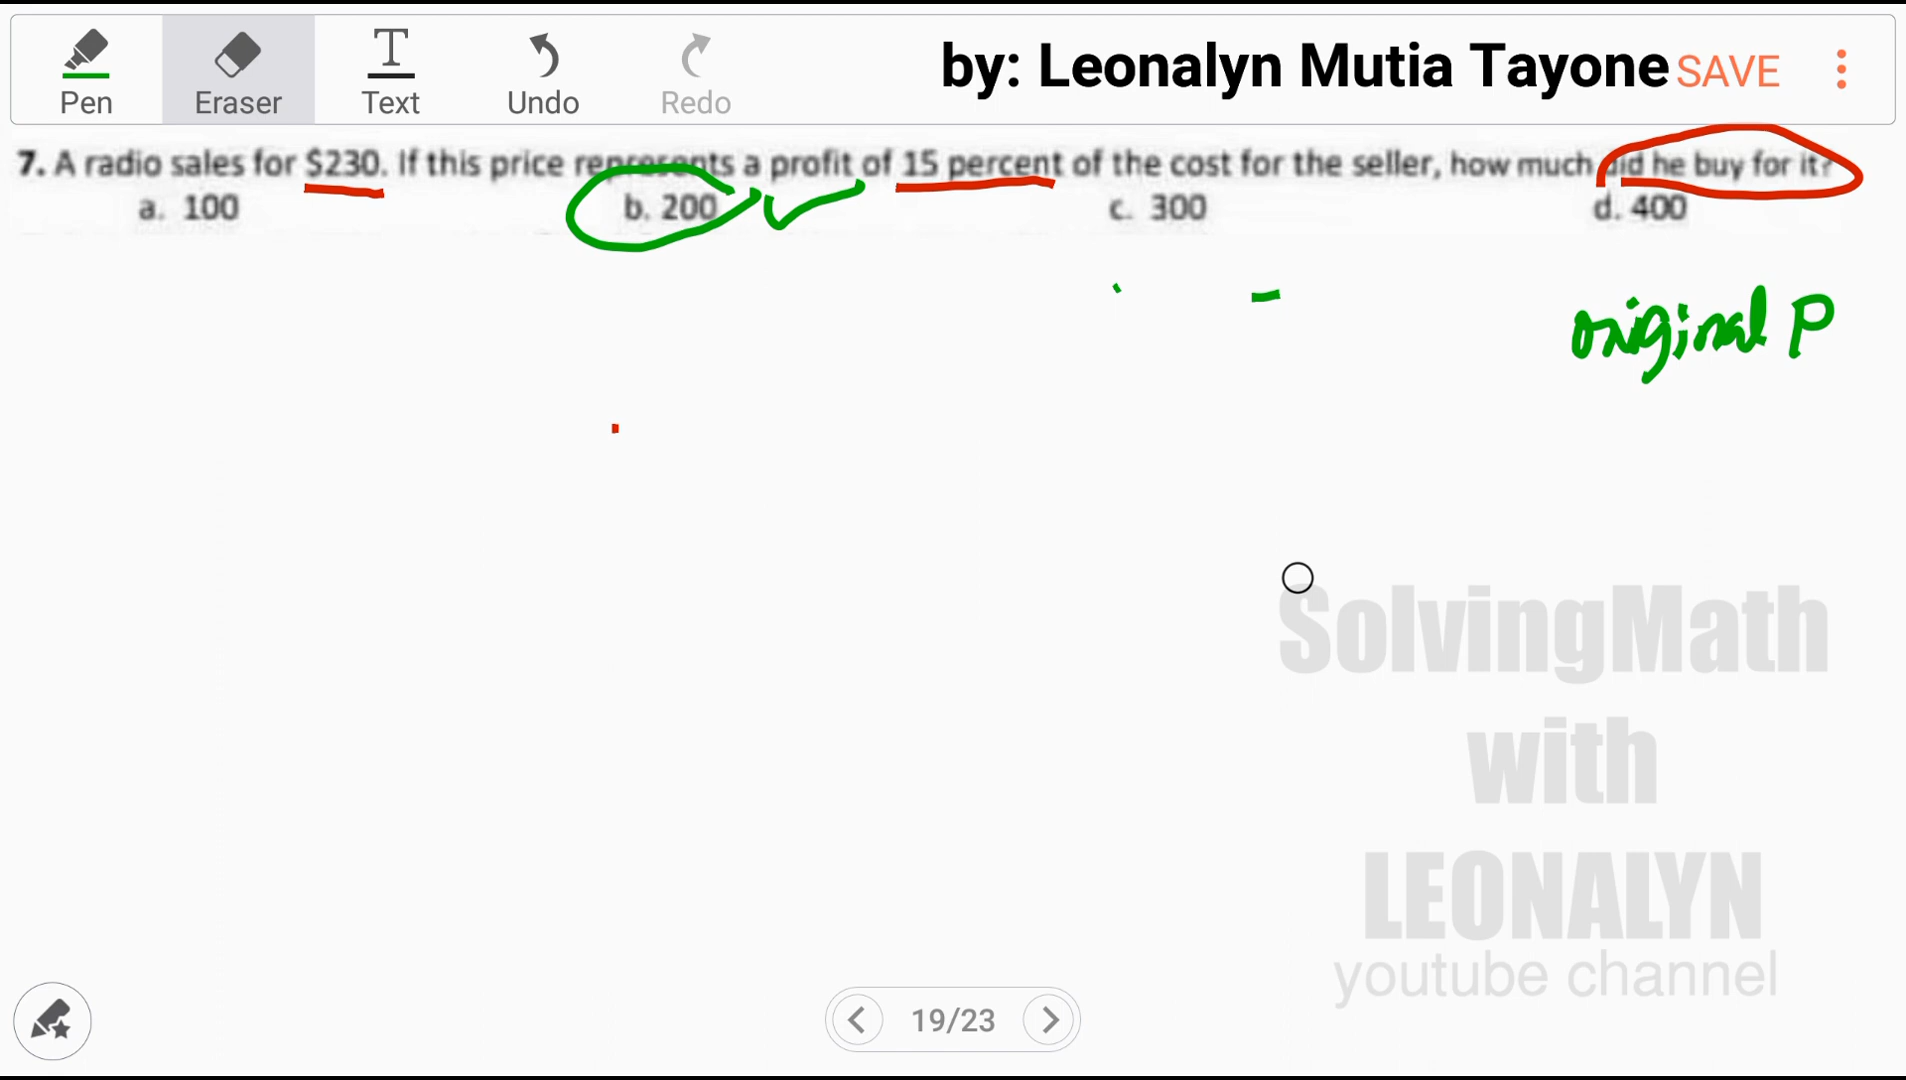 Pen
Eraser
Text
Undo
Redo
by: Leonalyn Mutia Tayone
SAVE
7. A radio sales for $230. If this price represents a profit of 15 percent of the cost for the seller, how much did he buy for it?
a. 100
b. 200
c. 300
d. 400
original P
SolvingMath
with
LEONALYN
youtube channel
19/23